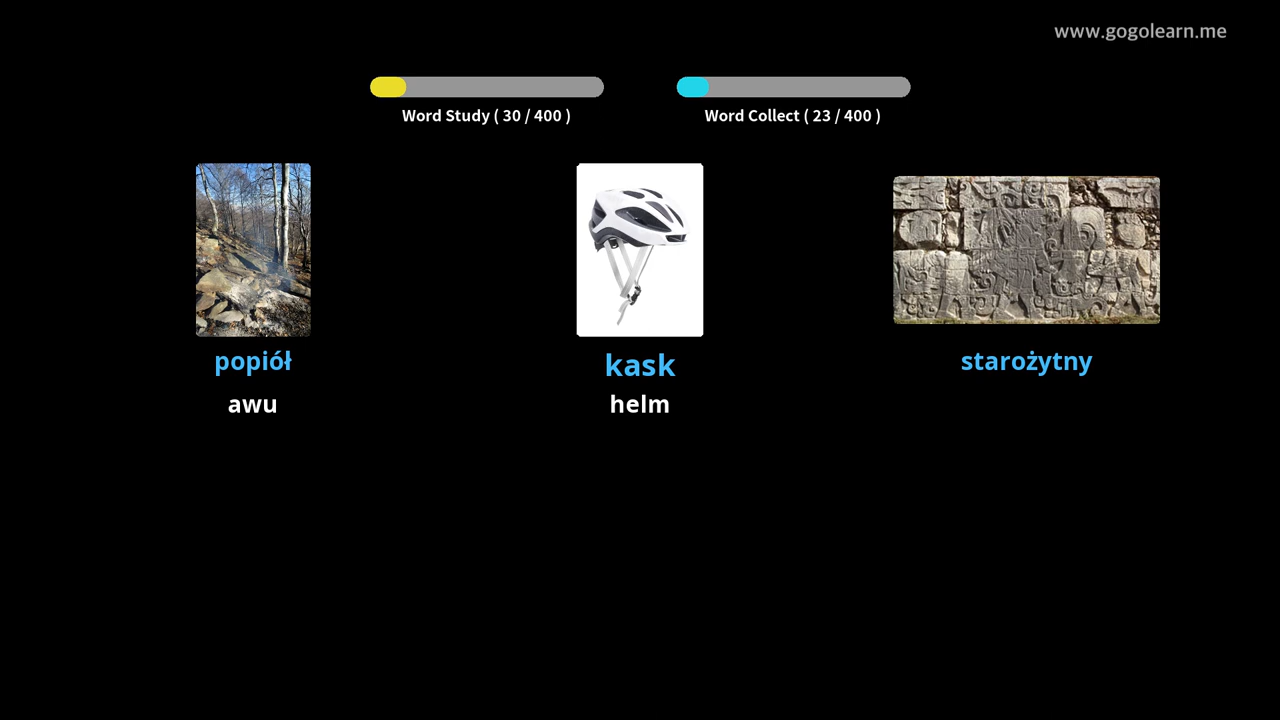 www.gogolearn.me
Word Study ( 30 / 400 )
Word Collect ( 23 / 400 )
popiół
kask
starożytny
awu
helm